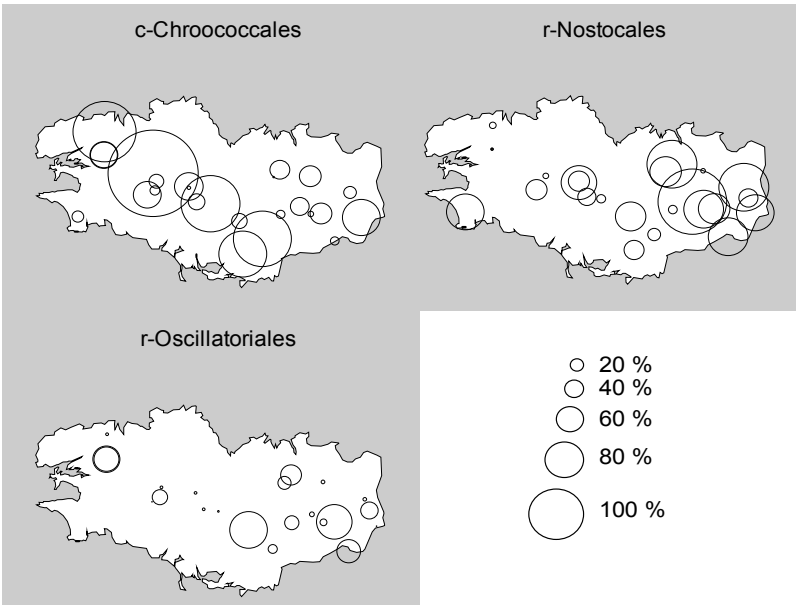 c-Chroococcales
r-Nostocales
r-Oscillatoriales
20 %
40 %
60 %
80 %
100 %